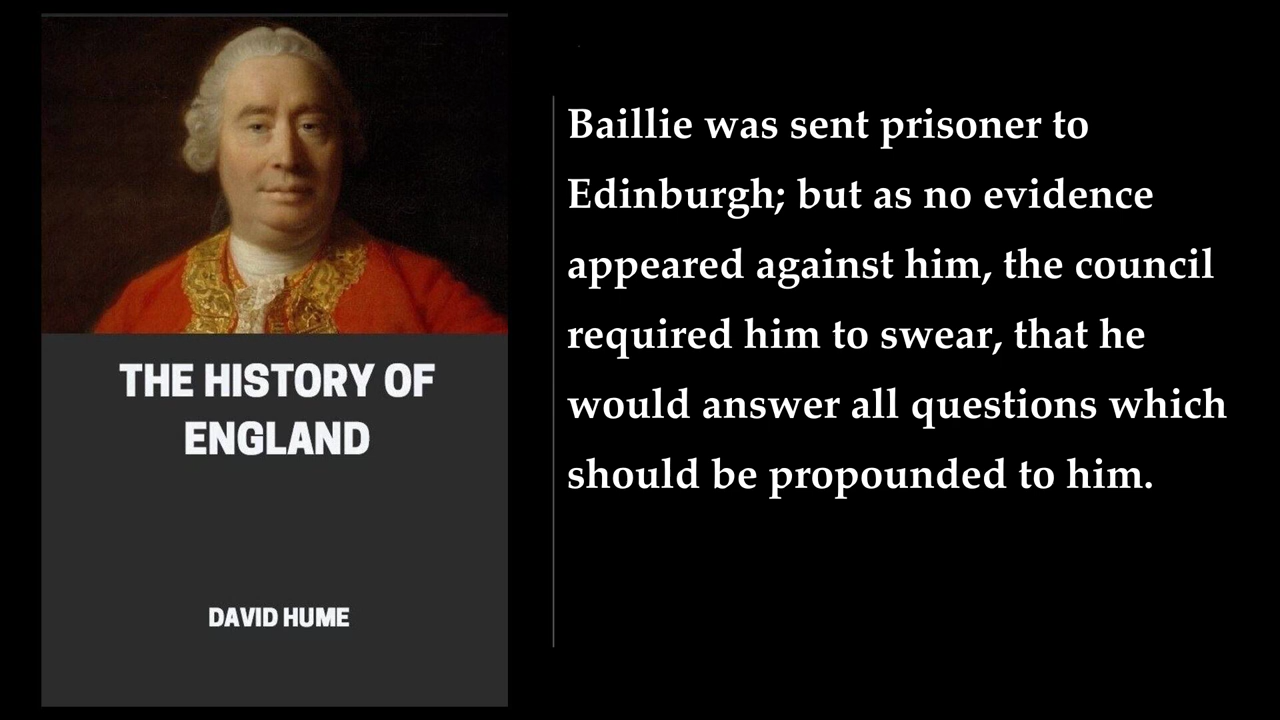 THE HISTORY OF
ENGLAND
DAVID HUME
Baillie was sent prisoner to
Edinburgh; but as no evidence
appeared against him, the council
required him to swear, that he
would answer all questions which
should be propounded to him.